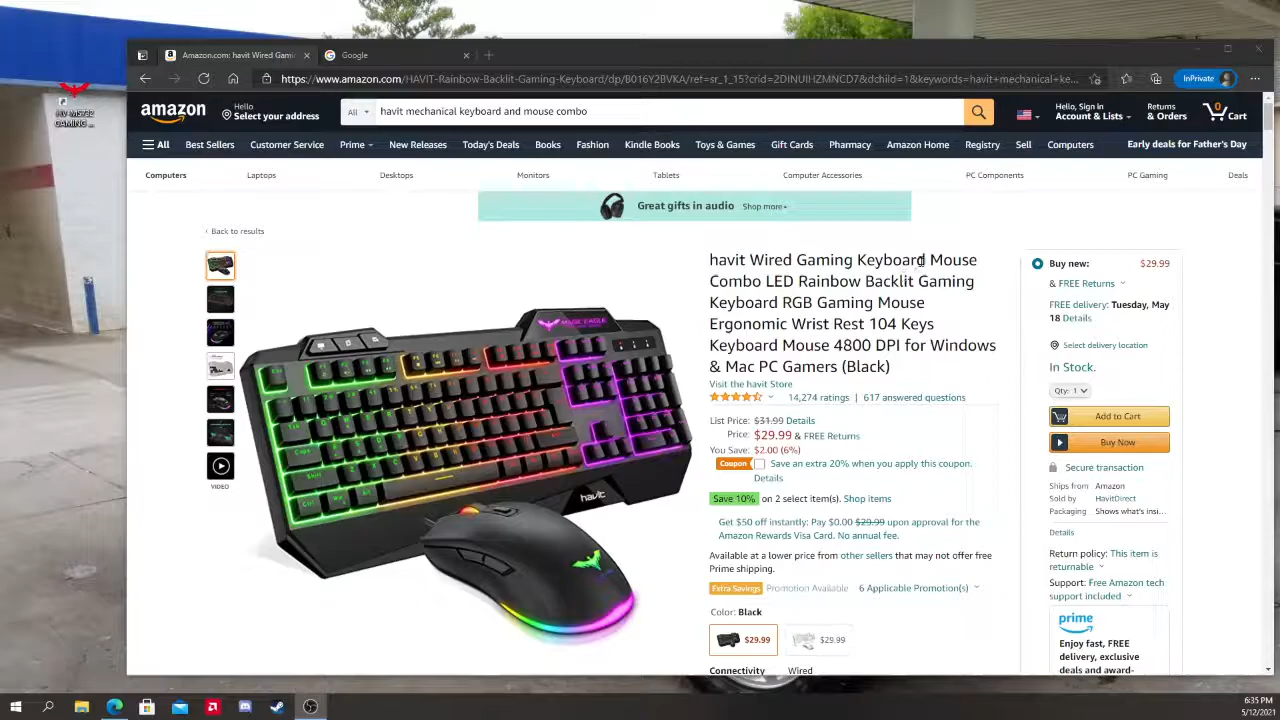 Amazon.com: havit Wired Gami
Google
https://www.amazon.com/HAVIT-Rainbow-Backlit-Gaming-Keyboard/dp/B016Y2BVKA/ref=sr_1_15?crid=2DINUIHZMNCD7&dchild=1&keywords=havit+mechanical+ke...
InPrivate
HV-MS732
GAMING ...
amazon
Hello
Select your address
All
havit mechanical keyboard and mouse combo
Hello, Sign in
Account & Lists
Returns
& Orders
0
Cart
All
Best Sellers
Customer Service
Prime
New Releases
Today's Deals
Books
Fashion
Kindle Books
Toys & Games
Gift Cards
Pharmacy
Amazon Home
Registry
Sell
Computers
Early deals for Father's Day
Computers
Laptops
Desktops
Monitors
Tablets
Computer Accessories
PC Components
PC Gaming
Deals
Great gifts in audio Shop more
‹ Back to results
VIDEO
MAGIC EAGLE
havit
havit Wired Gaming Keyboard Mouse
Combo LED Rainbow Backlit Gaming
Keyboard RGB Gaming Mouse
Ergonomic Wrist Rest 104 Keys
Keyboard Mouse 4800 DPI for Windows
& Mac PC Gamers (Black)
Visit the havit Store
14,274 ratings | 617 answered questions
List Price: $31.99 Details
Price: $29.99 & FREE Returns
You Save: $2.00 (6%)
Coupon Save an extra 20% when you apply this coupon.
Details
Save 10% on 2 select item(s). Shop items
Get $50 off instantly: Pay $0.00 $29.99 upon approval for the
Amazon Rewards Visa Card. No annual fee.
Available at a lower price from other sellers that may not offer free
Prime shipping.
Extra Savings Promotion Available 6 Applicable Promotion(s)
Color: Black
$29.99
$29.99
Connectivity Wired
Buy new: $29.99
& FREE Returns
FREE delivery: Tuesday, May
18 Details
Select delivery location
In Stock.
Qty: 1
Add to Cart
Buy Now
Secure transaction
Ships from Amazon
Sold by HavitDirect
Packaging Shows what's insi...
Details
Return policy: This item is
returnable
Support: Free Amazon tech
support included
prime
Enjoy fast, FREE
delivery, exclusive
deals and award-
6:35 PM
5/12/2021